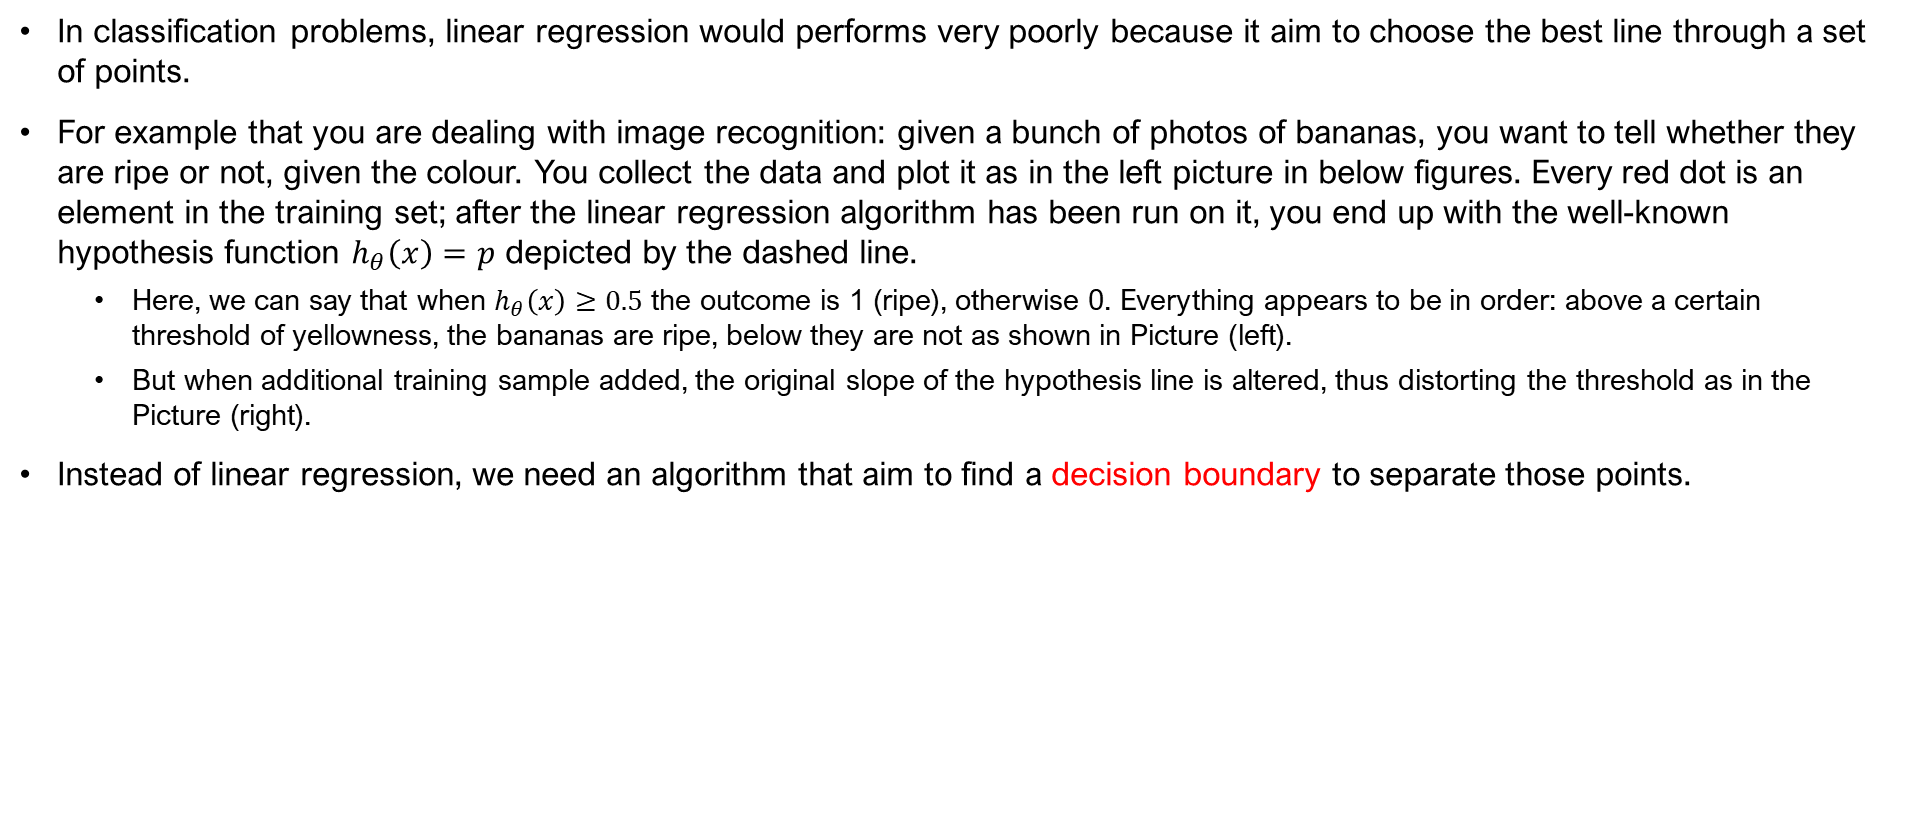 • In classification problems, linear regression would performs very poorly because it aim to choose the best line through a set
of points.
• For example that you are dealing with image recognition: given a bunch of photos of bananas, you want to tell whether they
are ripe or not, given the colour. You collect the data and plot it as in the left picture in below figures. Every red dot is an
element in the training set; after the linear regression algorithm has been run on it, you end up with the well-known
hypothesis function hθ(x) = p depicted by the dashed line.
• Here, we can say that when hθ(x) ≥ 0.5 the outcome is 1 (ripe), otherwise 0. Everything appears to be in order: above a certain
threshold of yellowness, the bananas are ripe, below they are not as shown in Picture (left).
• But when additional training sample added, the original slope of the hypothesis line is altered, thus distorting the threshold as in the
Picture (right).
• Instead of linear regression, we need an algorithm that aim to find a decision boundary to separate those points.